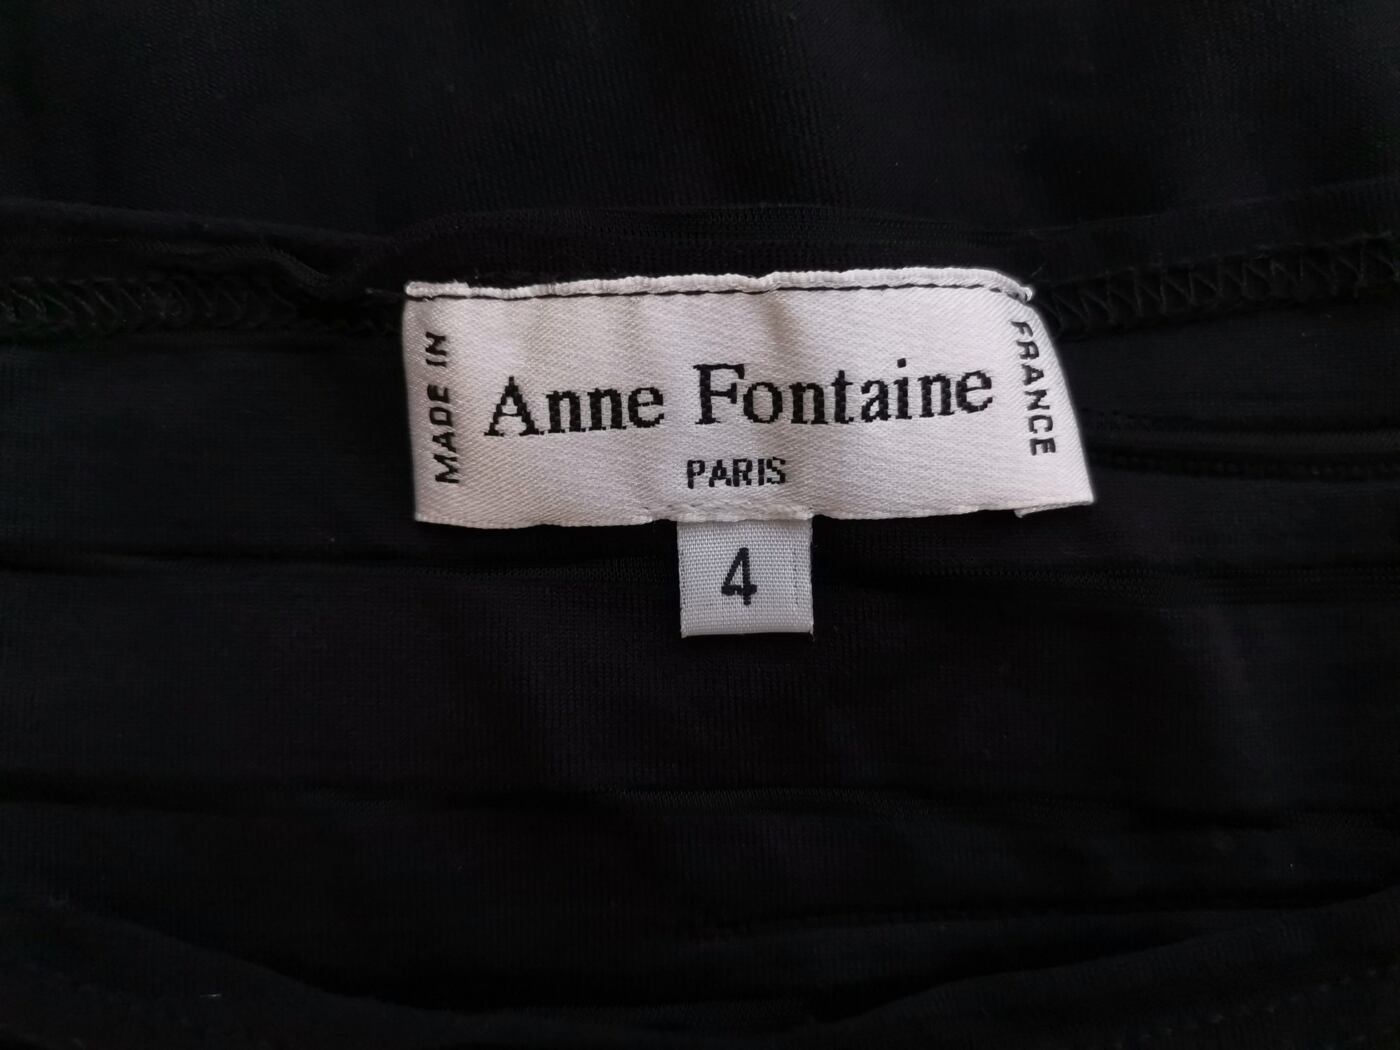 MADE IN
Anne Fontaine
PARIS
FRANCE
4